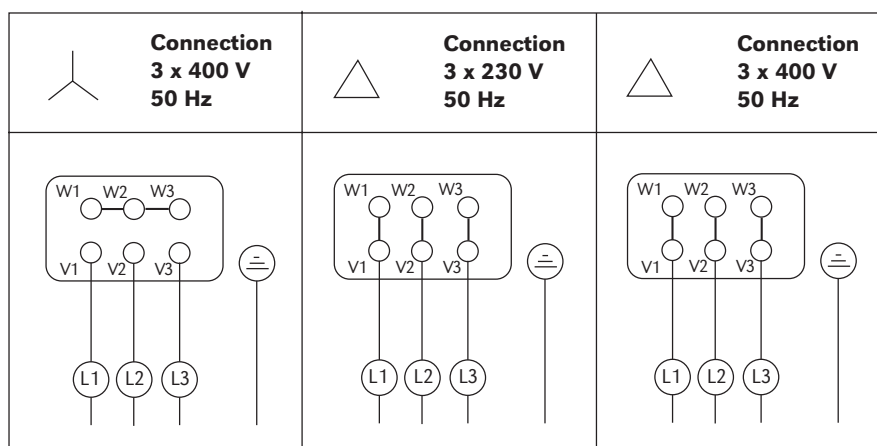 Connection
3 x 400 V
50 Hz
Connection
3 x 230 V
50 Hz
Connection
3 x 400 V
50 Hz
W1 W2 W3
V1 V2 V3
L1 L2 L3
W1 W2 W3
V1 V2 V3
L1 L2 L3
W1 W2 W3
V1 V2 V3
L1 L2 L3